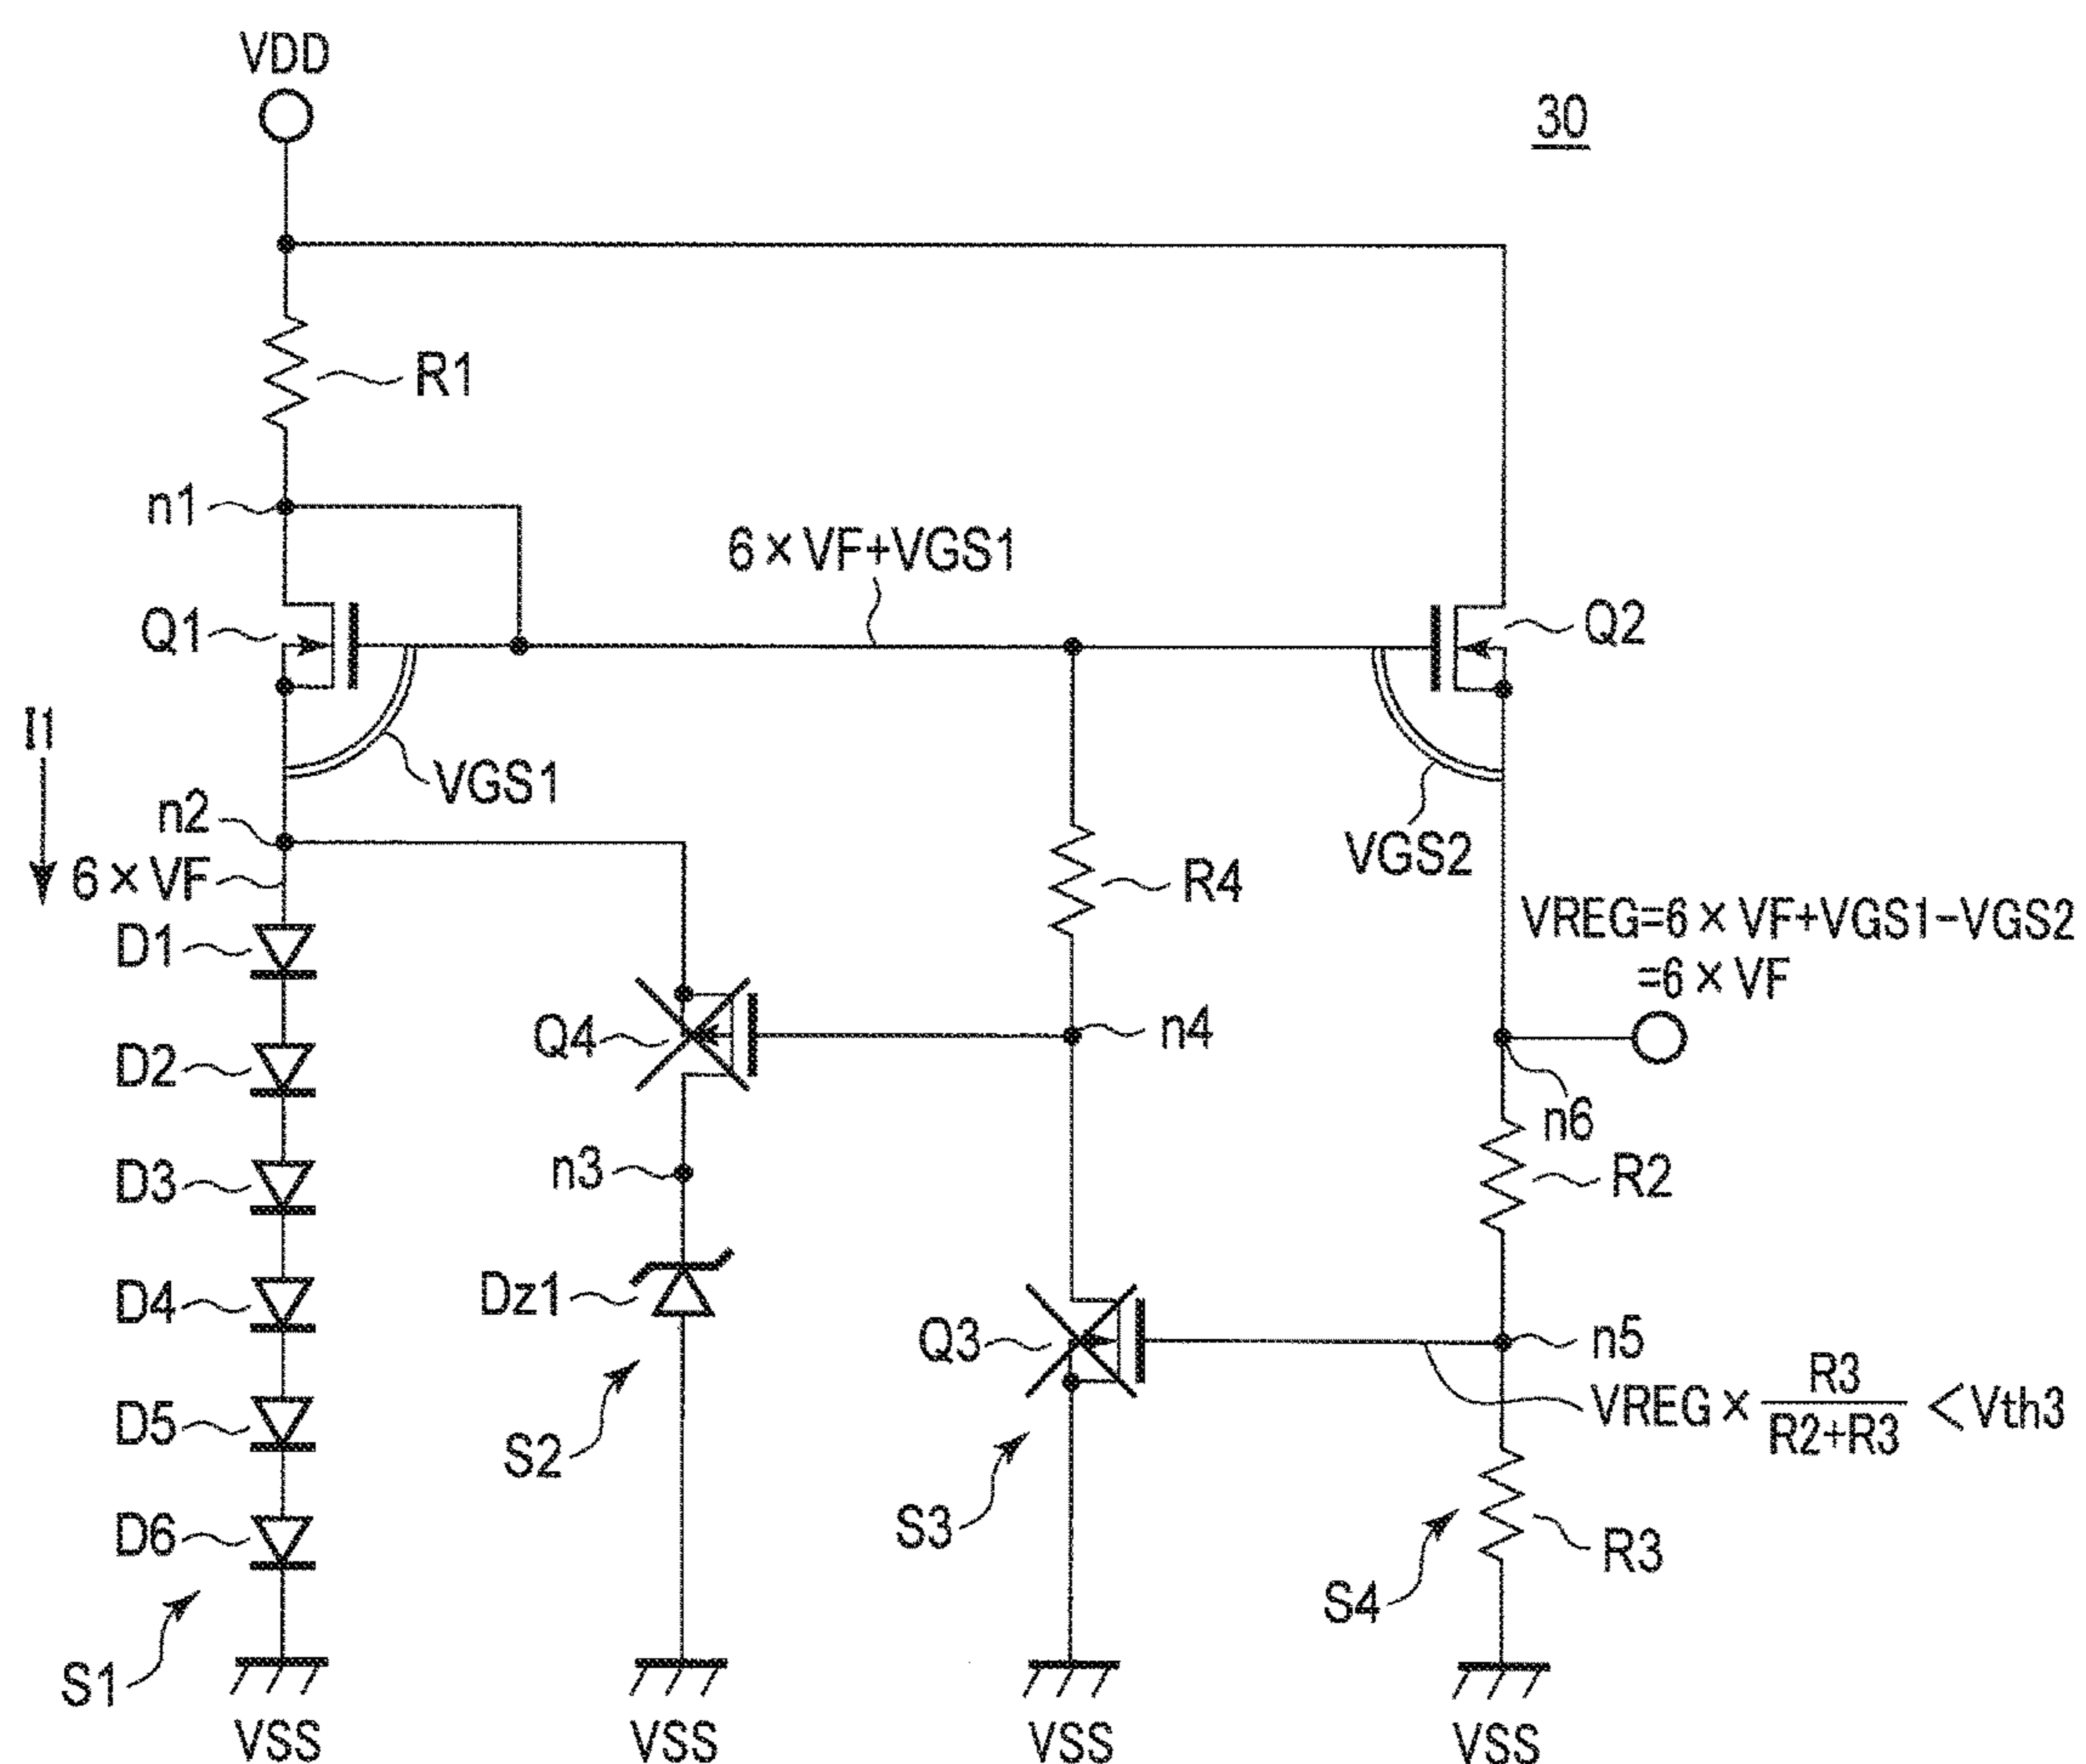 VDD
30
R1
n1
6×VF+VGS1
Q1
Q2
I1
VGS1
n2
VGS2
6×VF
R4
VREG=6×VF+VGS1−VGS2
=6×VF
D1
Q4
n4
D2
n6
n3
R2
D3
Dz1
D4
Q3
n5
VREG× R3/R2+R3 <Vth3
D5
S2
S3
D6
R3
S4
S1
VSS
VSS
VSS
VSS